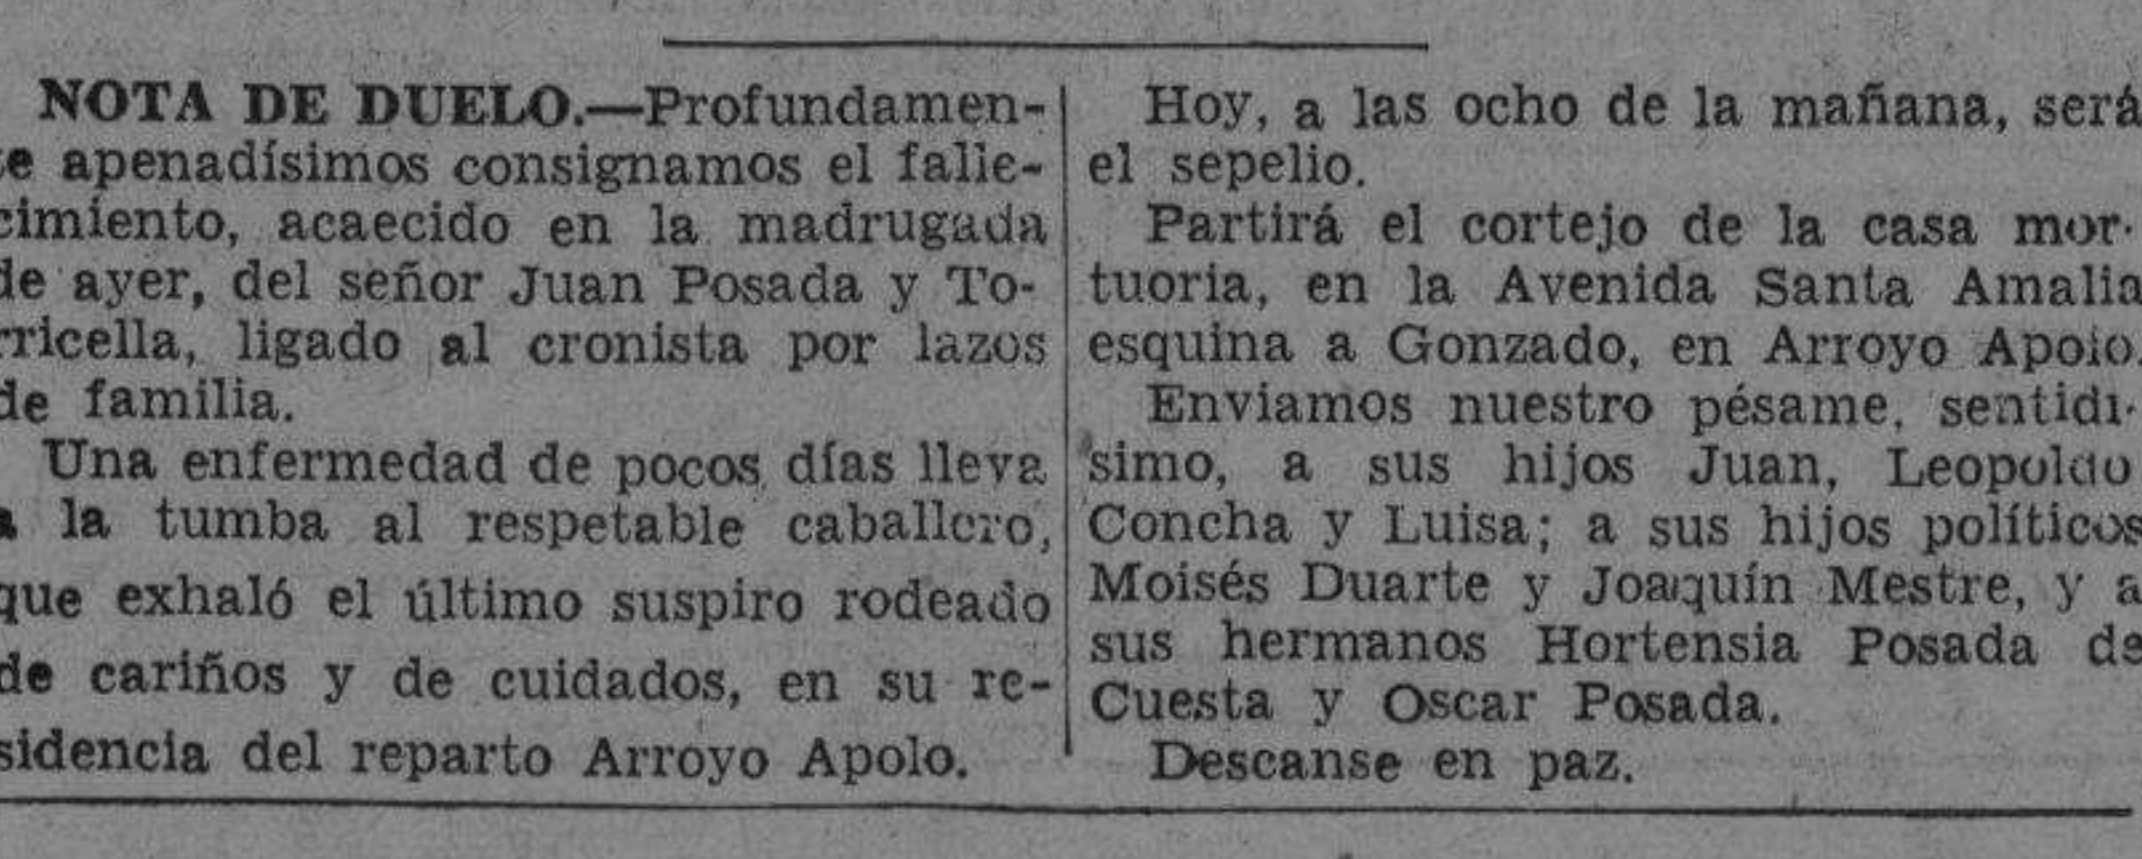 NOTA DE DUELO.—Profundamen-
te apenadísimos consignamos el falle-
cimiento, acaecido en la madrugada
de ayer, del señor Juan Posada y To-
rricella, ligado al cronista por lazos
de familia.
Una enfermedad de pocos días lleva
a la tumba al respetable caballero,
que exhaló el último suspiro rodeado
de cariños y de cuidados, en su re-
sidencia del reparto Arroyo Apolo.
Hoy, a las ocho de la mañana, será
el sepelio.
Partirá el cortejo de la casa mor-
tuoria, en la Avenida Santa Amalia
esquina a Gonzado, en Arroyo Apolo.
Enviamos nuestro pésame, sentidi-
simo, a sus hijos Juan, Leopoldo
Concha y Luisa; a sus hijos políticos
Moisés Duarte y Joaquín Mestre, y a
sus hermanos Hortensia Posada de
Cuesta y Oscar Posada.
Descanse en paz.